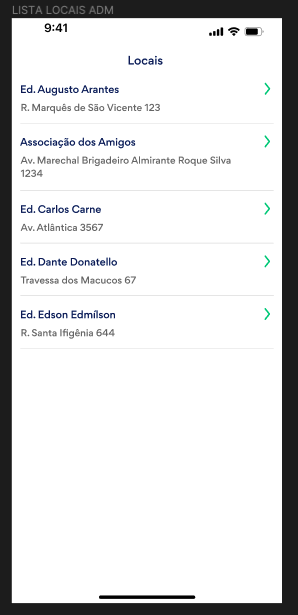 LISTA LOCAIS ADM
9:41
Locais
Ed. Augusto Arantes
R. Marquês de São Vicente 123
Associação dos Amigos
Av. Marechal Brigadeiro Almirante Roque Silva
1234
Ed. Carlos Carne
Av. Atlântica 3567
Ed. Dante Donatello
Travessa dos Macucos 67
Ed. Edson Edmílson
R. Santa Ifigênia 644